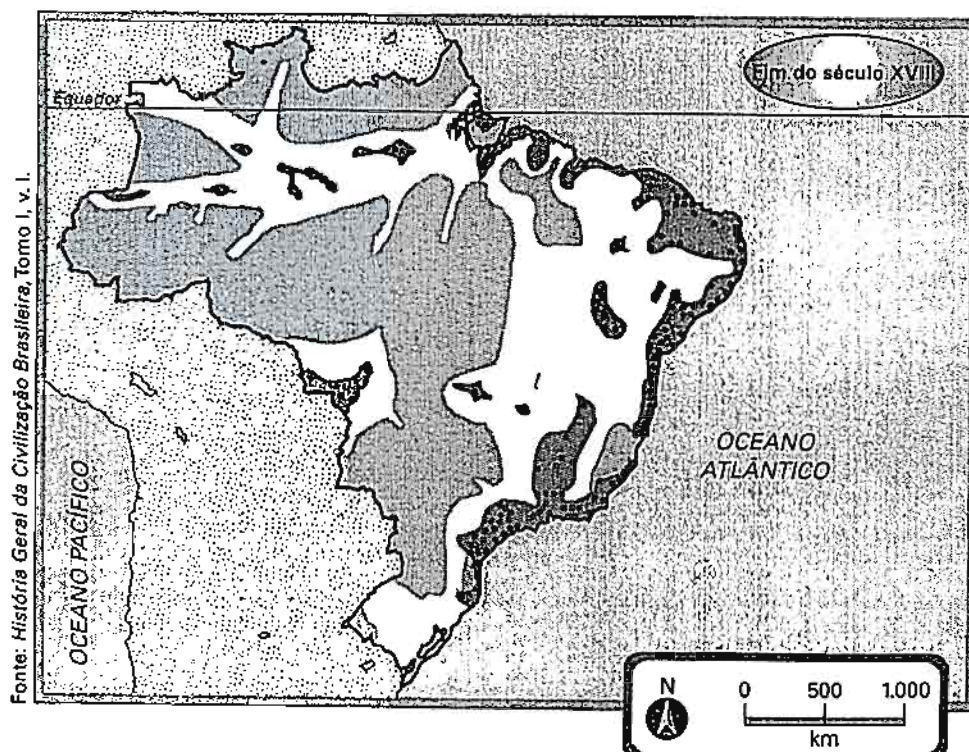 Fonte: História Geral da Civilização Brasileira, Tomo I, v. I.
Fim do século XVIII
Equador
OCEANO PACÍFICO
OCEANO
ATLÂNTICO
N
0 500 1.000
km